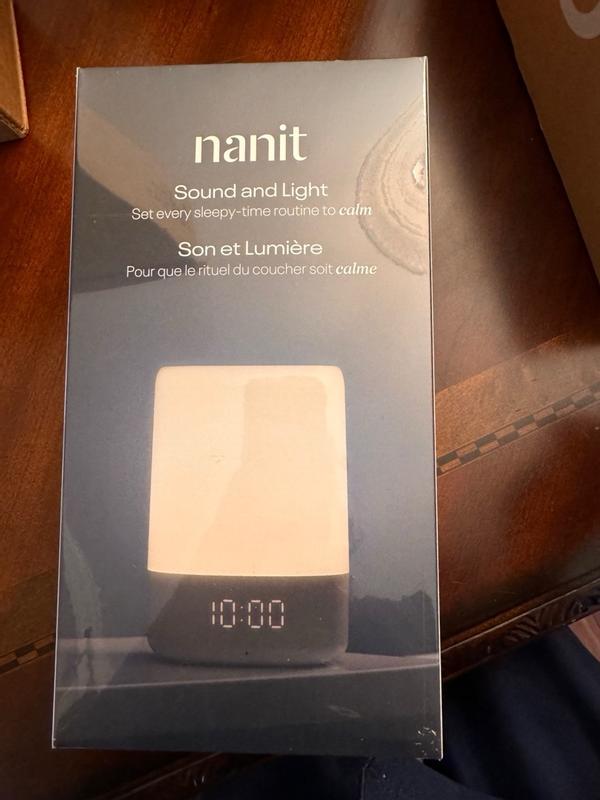 nanit
Sound and Light
Set every sleepy-time routine to calm
Son et Lumière
Pour que le rituel du coucher soit calme
10:00